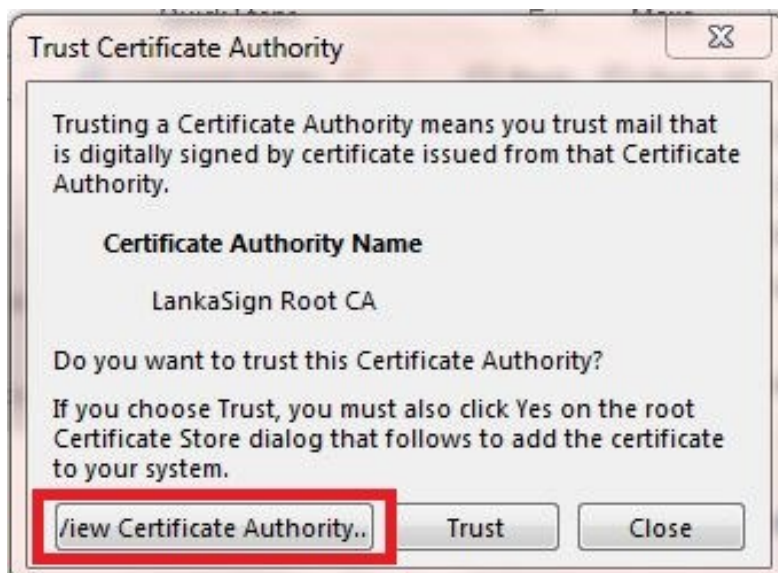 Trust Certificate Authority
Trusting a Certificate Authority means you trust mail that
is digitally signed by certificate issued from that Certificate
Authority.
Certificate Authority Name
LankaSign Root CA
Do you want to trust this Certificate Authority?
If you choose Trust, you must also click Yes on the root
Certificate Store dialog that follows to add the certificate
to your system.
/iew Certificate Authority.. Trust Close